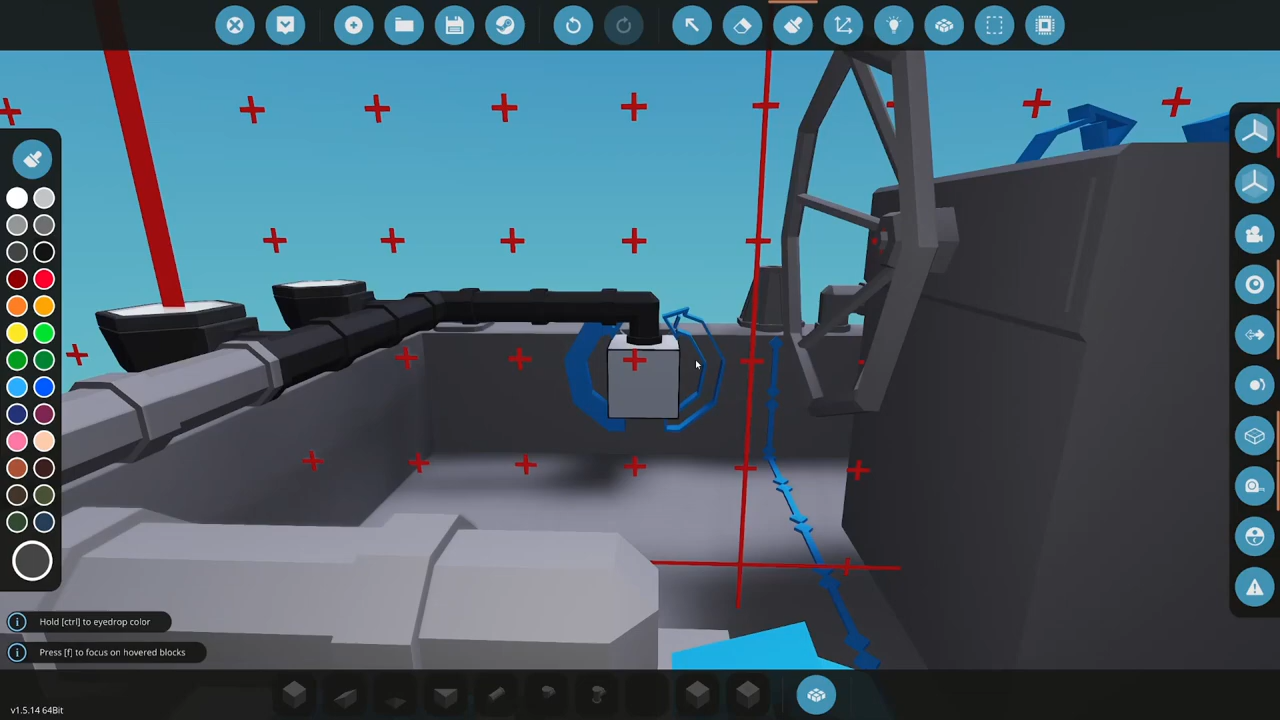 Hold [ctrl] to eyedrop color
Press [f] to focus on hovered blocks
v1.5.14 64Bit